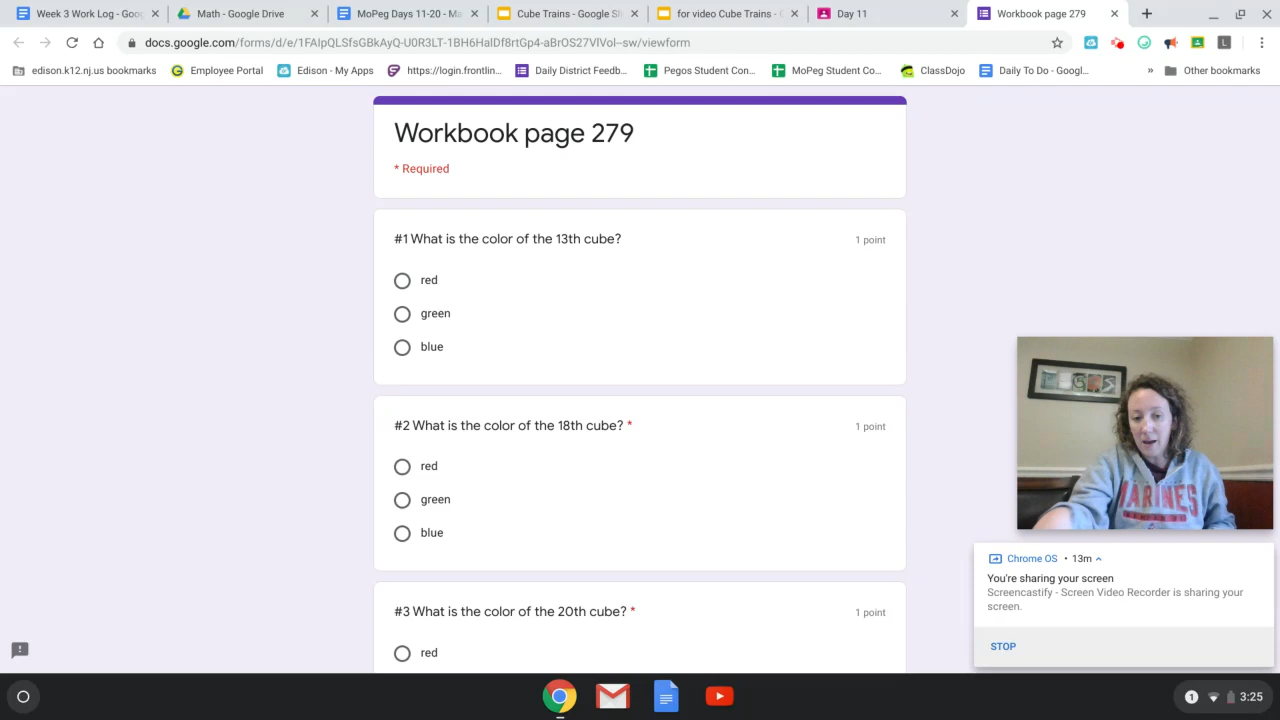 Week 3 Work Log - Goog
Math - Google Drive
MoPeg Days 11-20 - Ma
Cube Trains - Google Sl
for video Cube Trains - G
Day 11
Workbook page 279
docs.google.com/forms/d/e/1FAIpQLSfsGBkAyQ-U0R3LT-1BH6HalDf8rtGp4-aBrOS27VlVol--sw/viewform
edison.k12.nj.us bookmarks
Employee Portal
Edison - My Apps
https://login.frontlin...
Daily District Feedb...
Pegos Student Con...
MoPeg Student Co...
ClassDojo
Daily To Do - Googl...
»
Other bookmarks
Workbook page 279
* Required
#1 What is the color of the 13th cube?
1 point
red
green
blue
#2 What is the color of the 18th cube? *
1 point
red
green
blue
#3 What is the color of the 20th cube? *
1 point
red
MARINES
Chrome OS • 13m
You're sharing your screen
Screencastify - Screen Video Recorder is sharing your
screen.
STOP
1
3:25